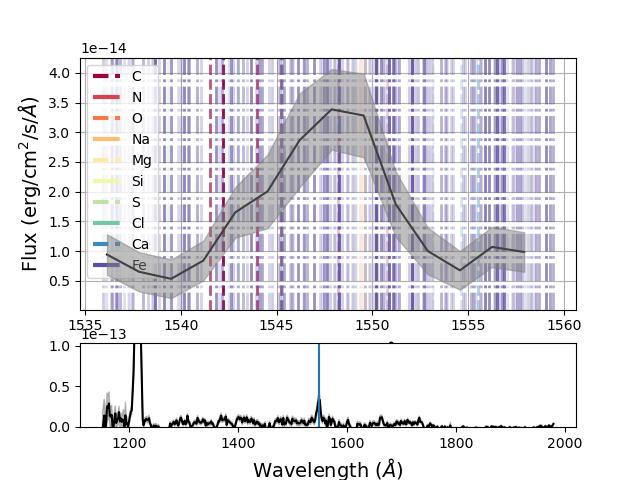 1e−14
Flux (erg/cm²/s/Å)
4.0
3.5
3.0
2.5
2.0
1.5
1.0
0.5
C
N
O
Na
Mg
Si
S
Cl
Ca
Fe
1535 1540 1545 1550 1555 1560
1e−13
1.0
0.5
0.0
1200 1400 1600 1800 2000
Wavelength (Å)